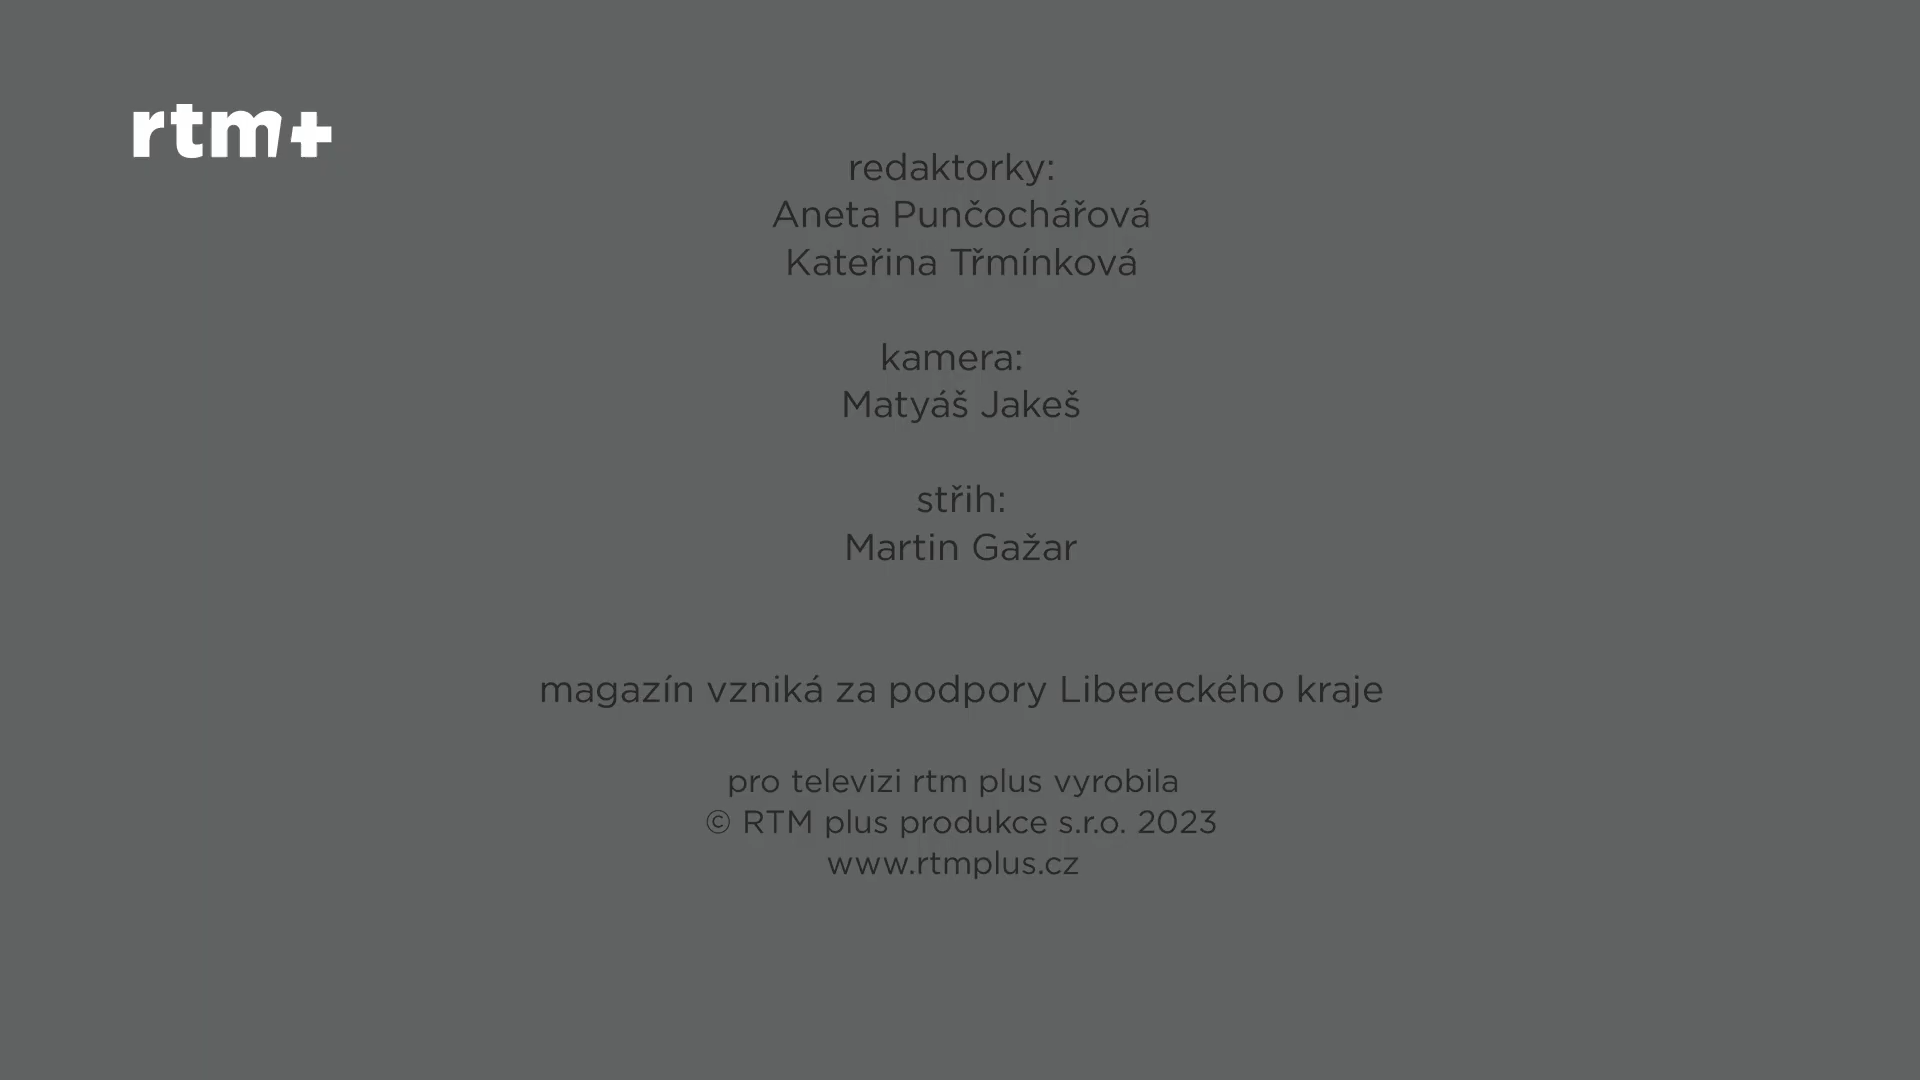 rtm+
redaktorky:
Aneta Punčochářová
Kateřina Třmínková
kamera:
Matyáš Jakeš
střih:
Martin Gažar
magazín vzniká za podpory Libereckého kraje
pro televizi rtm plus vyrobila
© RTM plus produkce s.r.o. 2023
www.rtmplus.cz